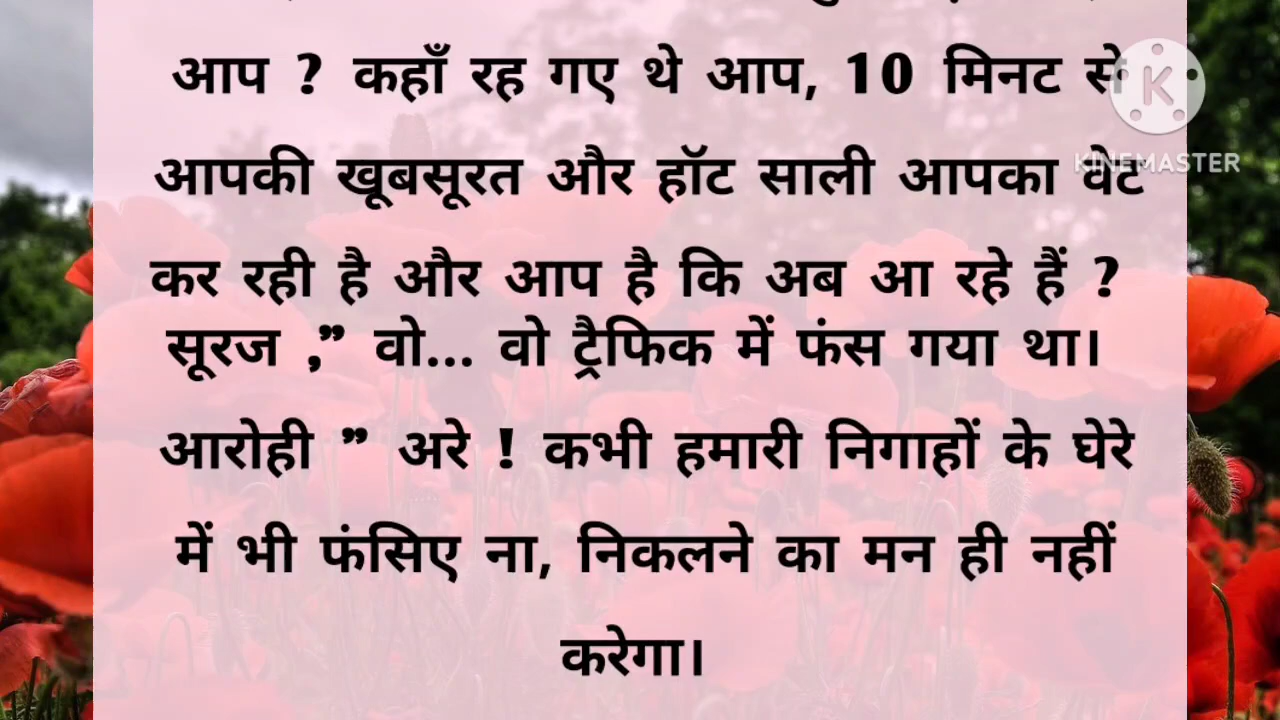 आप ? कहाँ रह गए थे आप, 10 मिनट से
आपकी खूबसूरत और हॉट साली आपका वेट
कर रही है और आप है कि अब आ रहे हैं ?
सूरज ,” वो... वो ट्रैफिक में फंस गया था।
आरोही ” अरे ! कभी हमारी निगाहों के घेरे
में भी फंसिए ना, निकलने का मन ही नहीं
करेगा।
K
KINEMASTER